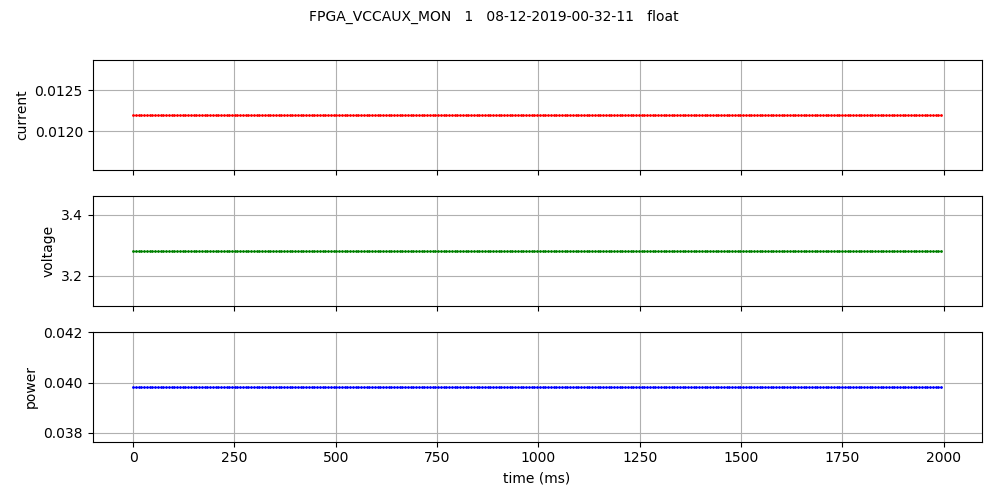 FPGA_VCCAUX_MON 1 08-12-2019-00-32-11 float
0.0125
0.0120
current
3.4
3.2
voltage
0.042
0.040
0.038
power
0 250 500 750 1000 1250 1500 1750 2000
time (ms)